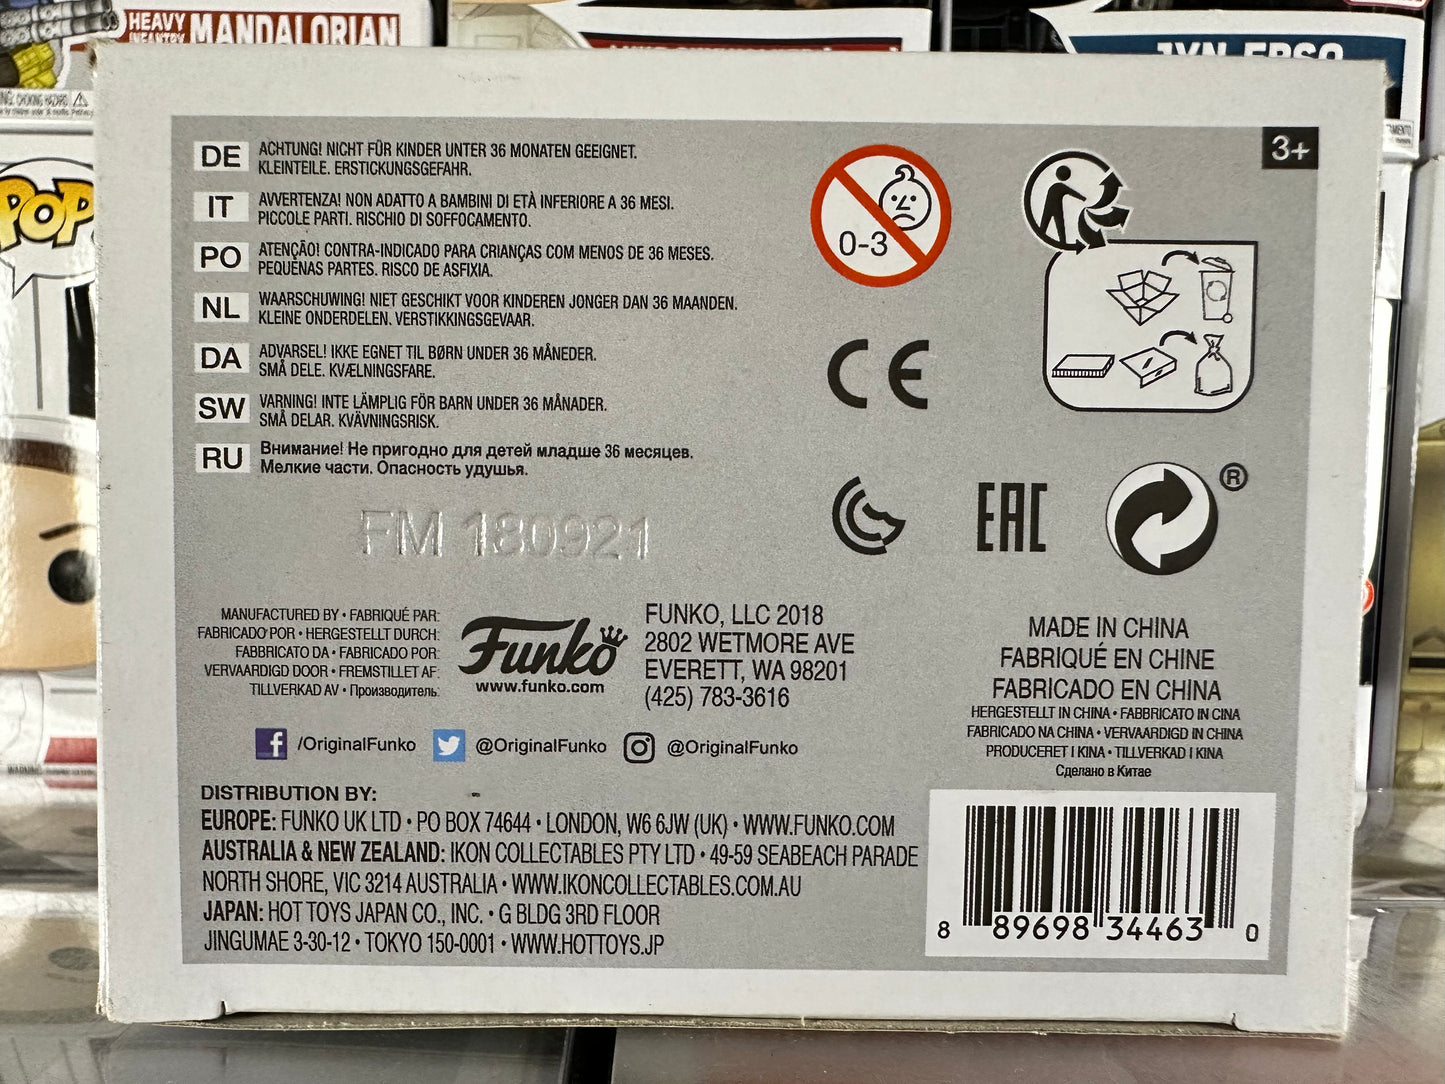 HEAVY
INFANTRY MANDALORIAN
JYN ERSO
POP
3+
DE ACHTUNG! NICHT FÜR KINDER UNTER 36 MONATEN GEEIGNET.
KLEINTEILE. ERSTICKUNGSGEFAHR.
IT AVVERTENZA! NON ADATTO A BAMBINI DI ETÀ INFERIORE A 36 MESI.
PICCOLE PARTI. RISCHIO DI SOFFOCAMENTO.
PO ATENÇÃO! CONTRA-INDICADO PARA CRIANÇAS COM MENOS DE 36 MESES.
PEQUENAS PARTES. RISCO DE ASFIXIA.
NL WAARSCHUWING! NIET GESCHIKT VOOR KINDEREN JONGER DAN 36 MAANDEN.
KLEINE ONDERDELEN. VERSTIKKINGSGEVAAR.
DA ADVARSEL! IKKE EGNET TIL BØRN UNDER 36 MÅNEDER.
SMÅ DELE. KVÆLNINGSFARE.
SW VARNING! INTE LÄMPLIG FÖR BARN UNDER 36 MÅNADER.
SMÅ DELAR. KVÄVNINGSRISK.
RU Внимание! Не пригодно для детей младше 36 месяцев.
Мелкие части. Опасность удушья.
0-3
CE
EAC
®
FM 180921
MANUFACTURED BY • FABRIQUÉ PAR:
FABRICADO POR • HERGESTELLT DURCH:
FABBRICATO DA • FABRICADO POR:
VERVAARDIGD DOOR • FREMSTILLET AF:
TILLVERKAD AV • Производитель:
Funko
www.funko.com
FUNKO, LLC 2018
2802 WETMORE AVE
EVERETT, WA 98201
(425) 783-3616
MADE IN CHINA
FABRIQUÉ EN CHINE
FABRICADO EN CHINA
HERGESTELLT IN CHINA • FABBRICATO IN CINA
FABRICADO NA CHINA • VERVAARDIGD IN CHINA
PRODUCERET I KINA • TILLVERKAD I KINA
Сделано в Китае
f /OriginalFunko @OriginalFunko @OriginalFunko
DISTRIBUTION BY:
EUROPE: FUNKO UK LTD • PO BOX 74644 • LONDON, W6 6JW (UK) • WWW.FUNKO.COM
AUSTRALIA & NEW ZEALAND: IKON COLLECTABLES PTY LTD • 49-59 SEABEACH PARADE
NORTH SHORE, VIC 3214 AUSTRALIA • WWW.IKONCOLLECTABLES.COM.AU
JAPAN: HOT TOYS JAPAN CO., INC. • G BLDG 3RD FLOOR
JINGUMAE 3-30-12 • TOKYO 150-0001 • WWW.HOTTOYS.JP
8 89698 34463 0